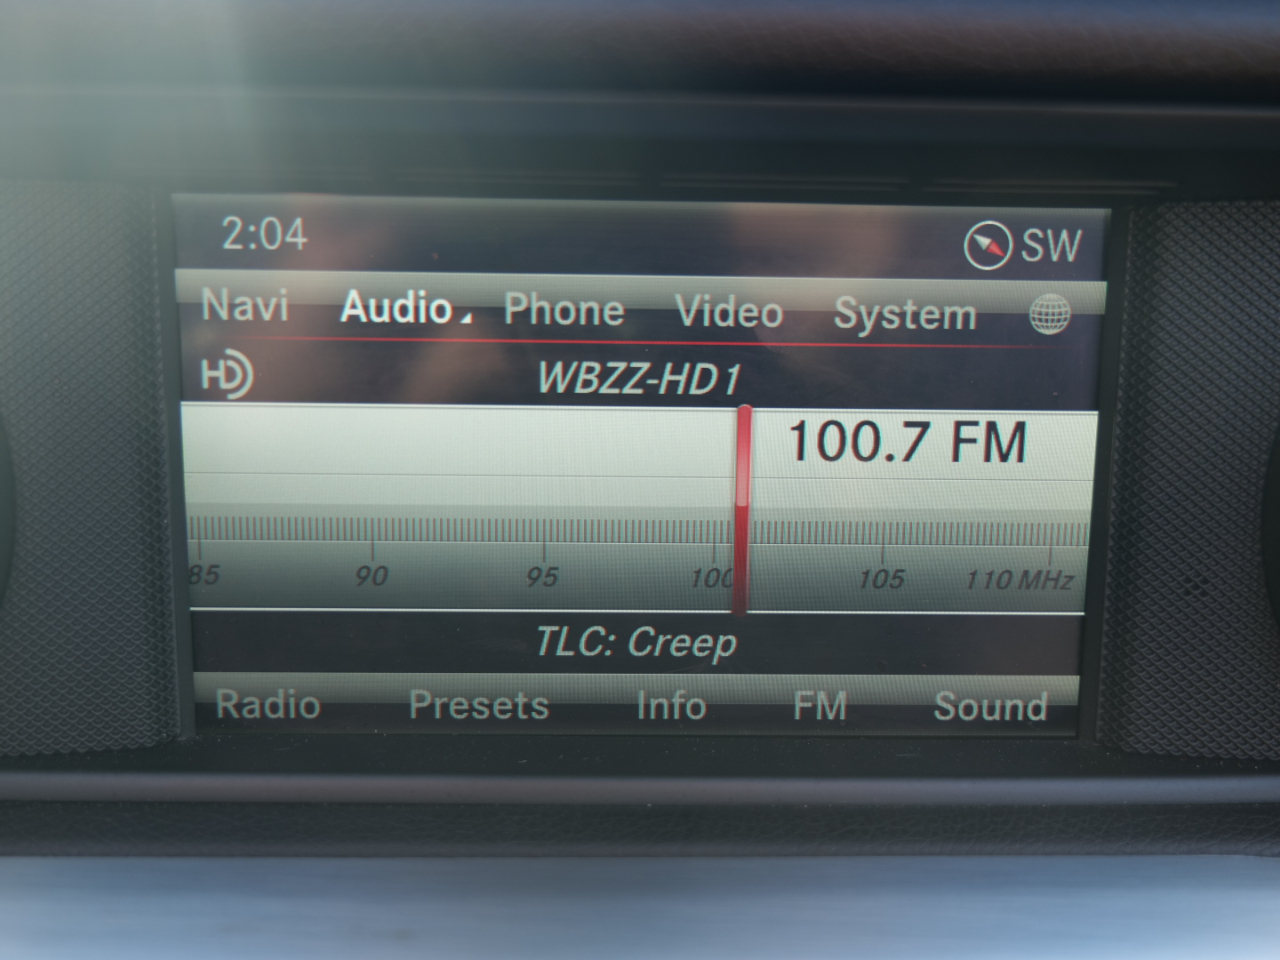 2:04 SW
Navi Audio Phone Video System
HD WBZZ-HD1
100.7 FM
85 90 95 100 105 110 MHz
TLC: Creep
Radio Presets Info FM Sound